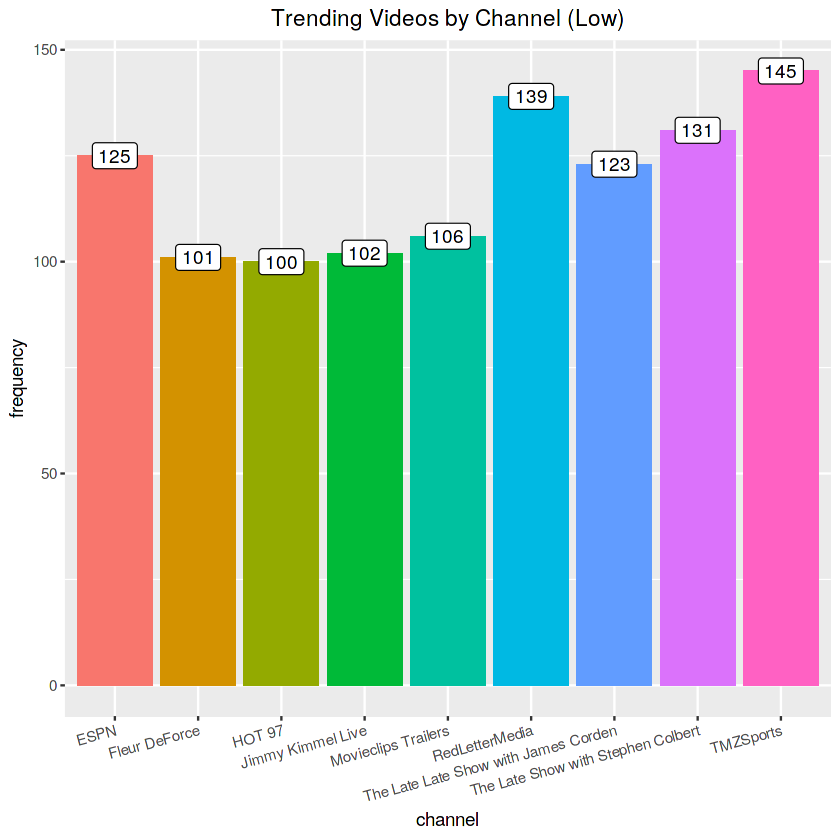 Trending Videos by Channel (Low)
150
100
50
0
frequency
125
101
100
102
106
139
123
131
145
ESPN
Fleur DeForce
HOT 97
Jimmy Kimmel Live
Movieclips Trailers
RedLetterMedia
The Late Late Show with James Corden
The Late Show with Stephen Colbert
TMZSports
channel